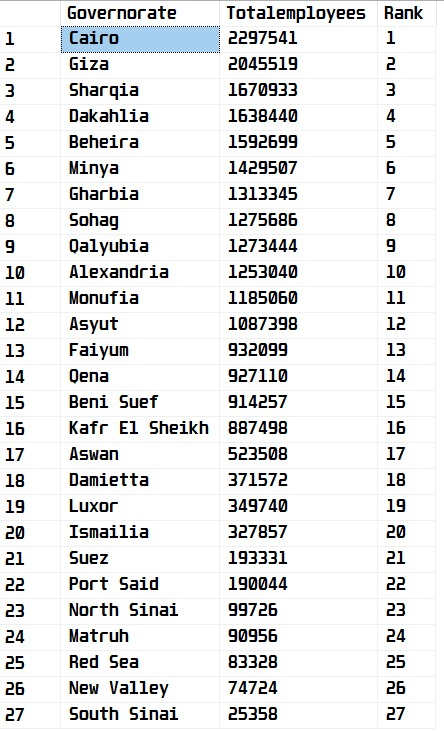 Governorate Totalemployees Rank
1 Cairo 2297541 1
2 Giza 2045519 2
3 Sharqia 1670933 3
4 Dakahlia 1638440 4
5 Beheira 1592699 5
6 Minya 1429507 6
7 Gharbia 1313345 7
8 Sohag 1275686 8
9 Qalyubia 1273444 9
10 Alexandria 1253040 10
11 Monufia 1185060 11
12 Asyut 1087398 12
13 Faiyum 932099 13
14 Qena 927110 14
15 Beni Suef 914257 15
16 Kafr El Sheikh 887498 16
17 Aswan 523508 17
18 Damietta 371572 18
19 Luxor 349740 19
20 Ismailia 327857 20
21 Suez 193331 21
22 Port Said 190044 22
23 North Sinai 99726 23
24 Matruh 90956 24
25 Red Sea 83328 25
26 New Valley 74724 26
27 South Sinai 25358 27